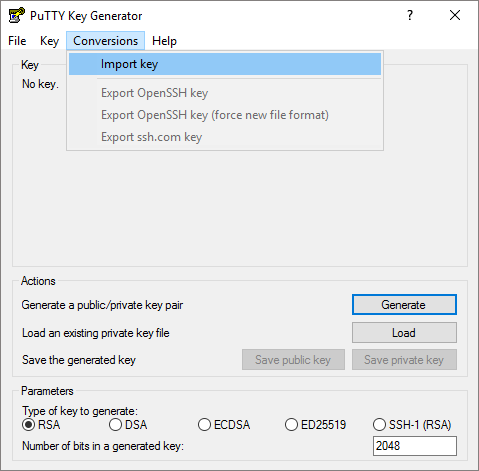 PuTTY Key Generator
File Key Conversions Help
Import key
Export OpenSSH key
Export OpenSSH key (force new file format)
Export ssh.com key
Key
No key.
Actions
Generate a public/private key pair Generate
Load an existing private key file Load
Save the generated key Save public key Save private key
Parameters
Type of key to generate:
RSA DSA ECDSA ED25519 SSH-1 (RSA)
Number of bits in a generated key: 2048